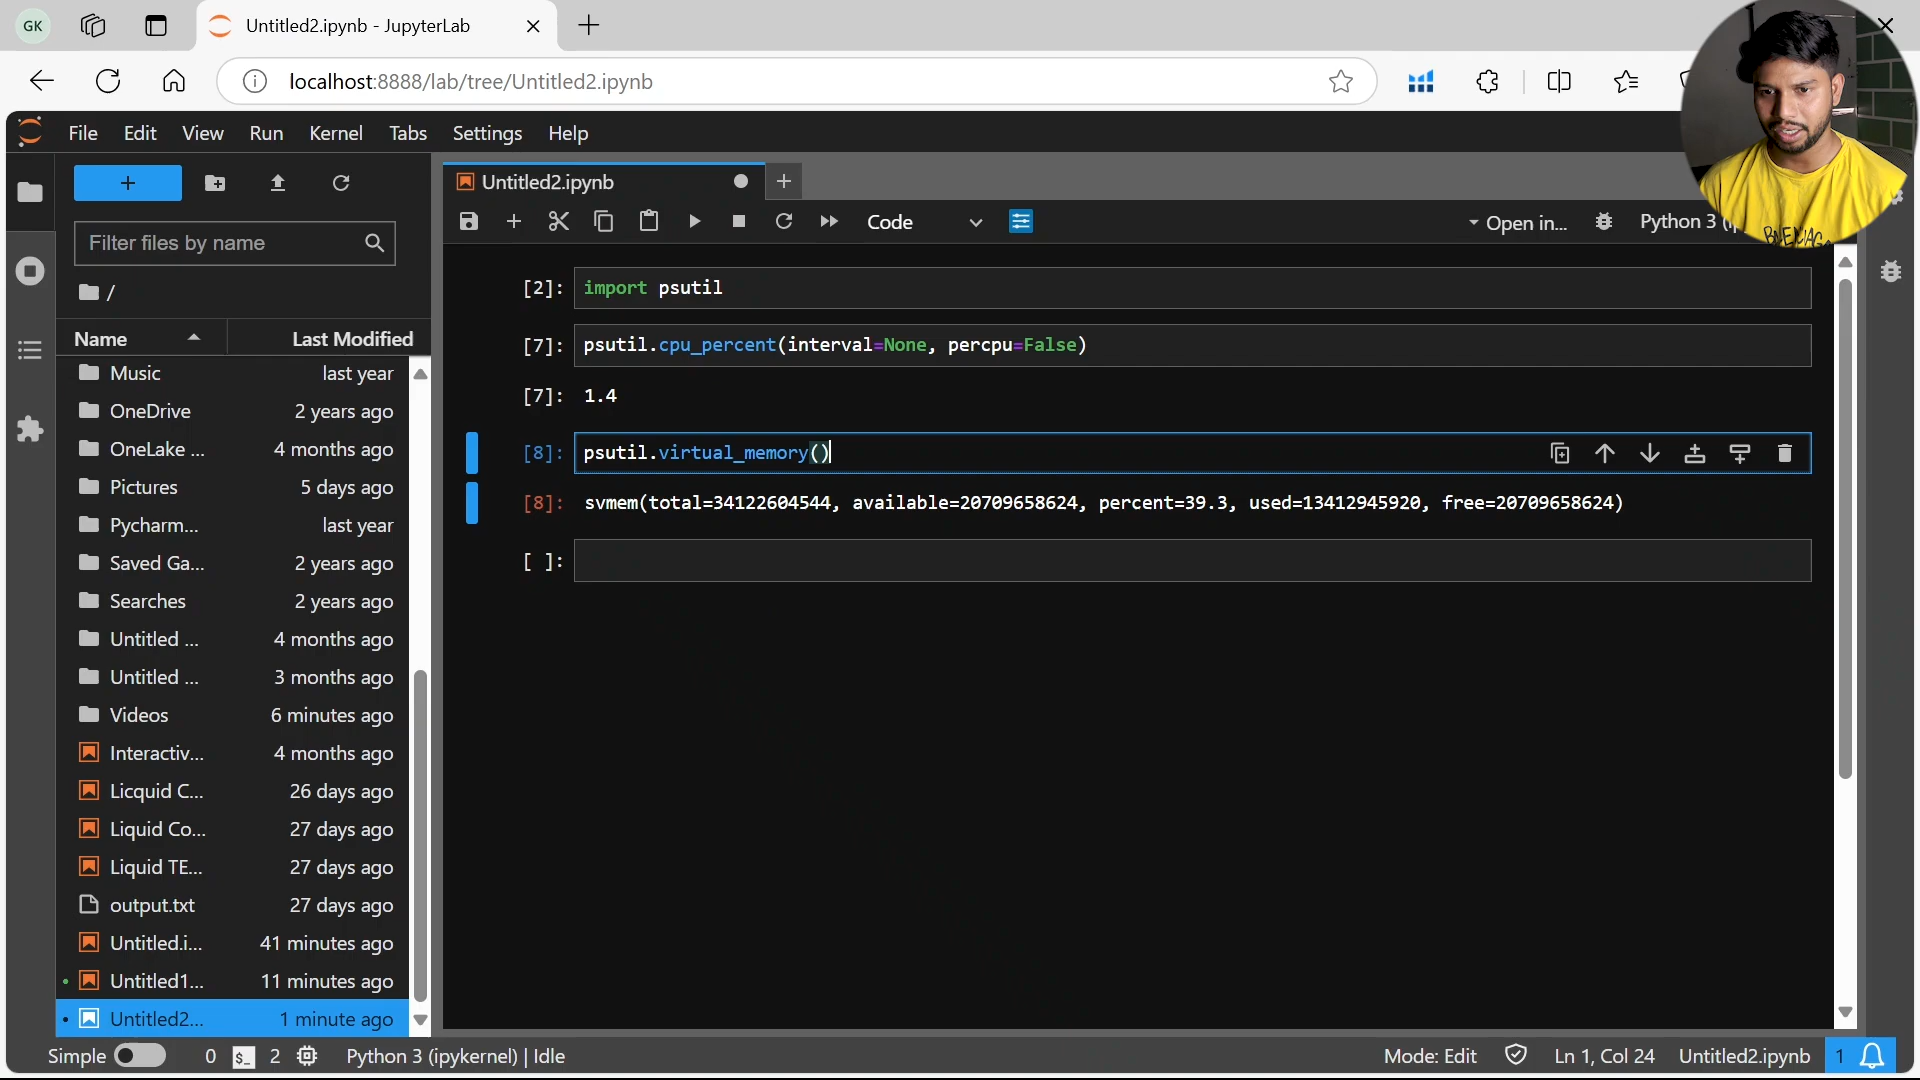 GK
Untitled2.ipynb - JupyterLab
localhost:8888/lab/tree/Untitled2.ipynb
File Edit View Run Kernel Tabs Settings Help
Untitled2.ipynb
Filter files by name
Code
Open in...
Python 3
/
Name Last Modified
Music last year
OneDrive 2 years ago
OneLake ... 4 months ago
Pictures 5 days ago
Pycharm... last year
Saved Ga... 2 years ago
Searches 2 years ago
Untitled ... 4 months ago
Untitled ... 3 months ago
Videos 6 minutes ago
Interactiv... 4 months ago
Licquid C... 26 days ago
Liquid Co... 27 days ago
Liquid TE... 27 days ago
output.txt 27 days ago
Untitled.i... 41 minutes ago
Untitled1... 11 minutes ago
Untitled2... 1 minute ago
[2]: import psutil
[7]: psutil.cpu_percent(interval=None, percpu=False)
[7]: 1.4
[8]: psutil.virtual_memory()
[8]: svmem(total=34122604544, available=20709658624, percent=39.3, used=13412945920, free=20709658624)
[ ]:
Simple 0 2 Python 3 (ipykernel) | Idle Mode: Edit Ln 1, Col 24 Untitled2.ipynb 1